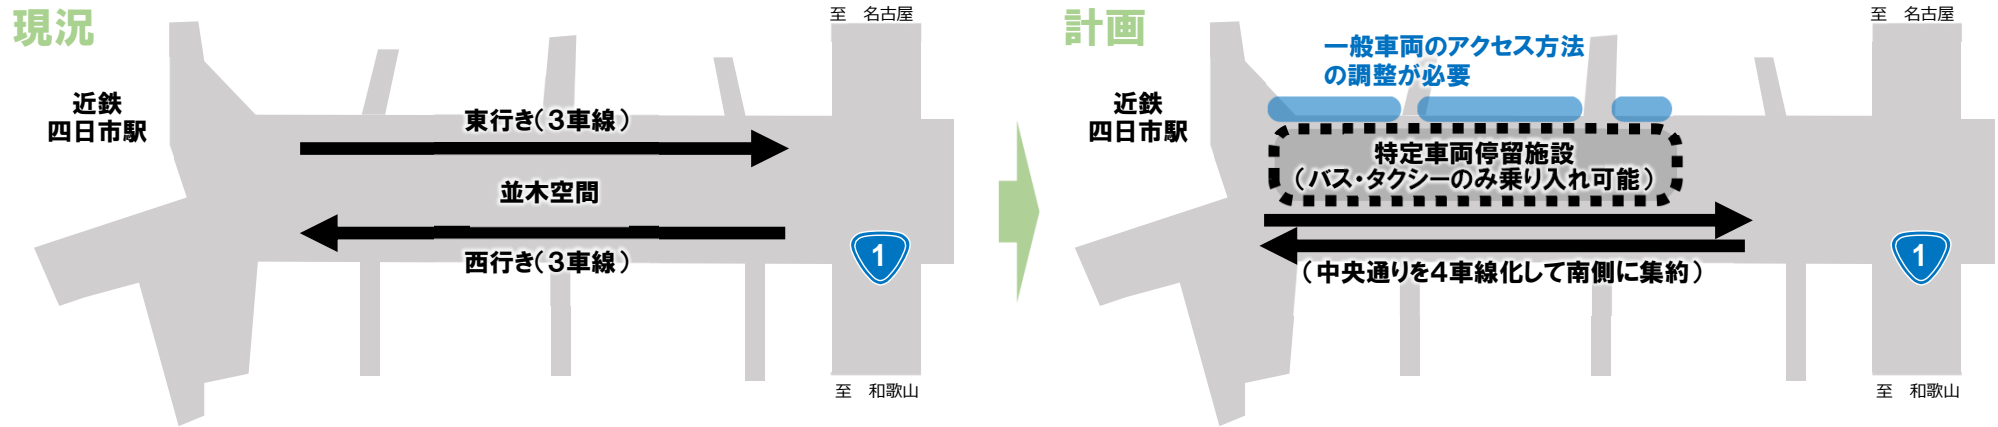 現況
至 名古屋
近鉄
四日市駅
東行き(3車線)
並木空間
西行き(3車線)
1
至 和歌山
計画
至 名古屋
一般車両のアクセス方法
の調整が必要
近鉄
四日市駅
特定車両停留施設
(バス・タクシーのみ乗り入れ可能)
(中央通りを4車線化して南側に集約)
1
至 和歌山